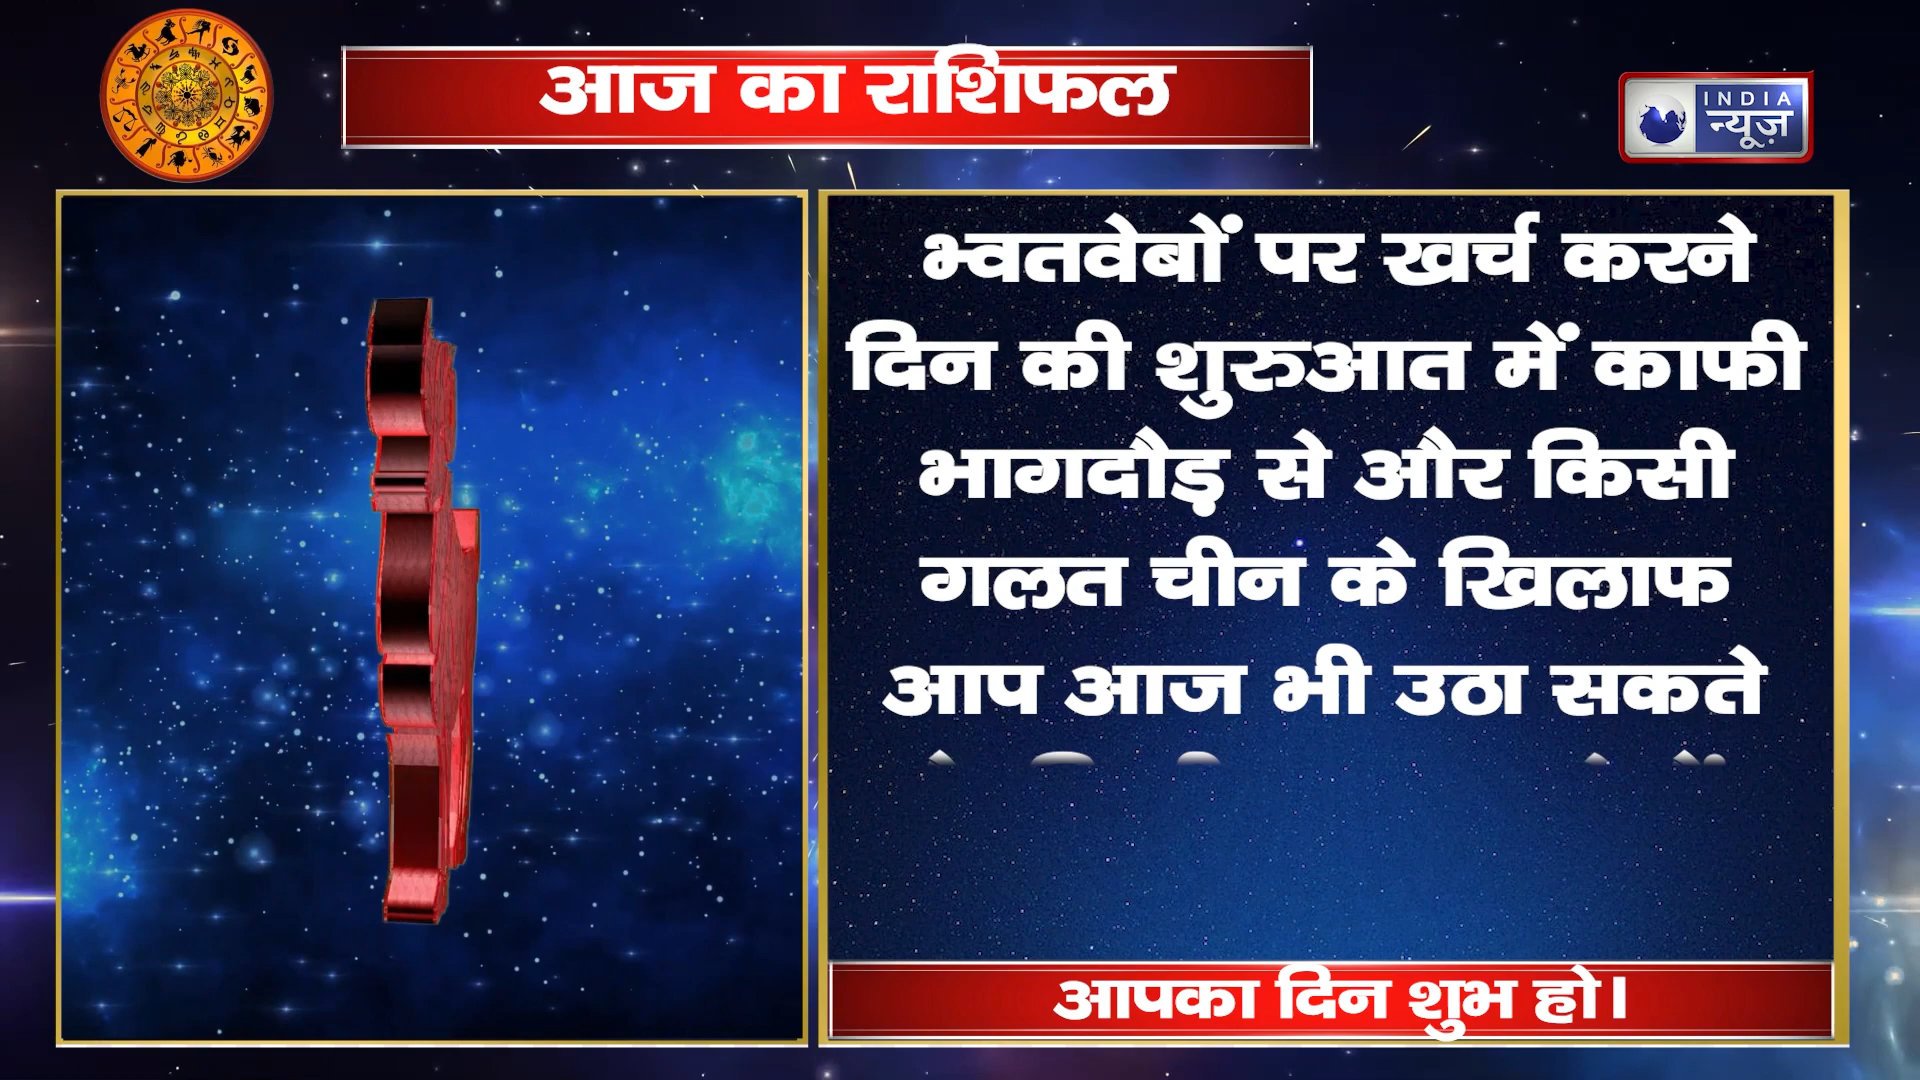 आज का राशिफल
INDIA
न्यूज़
भ्वतवेबों पर खर्च करने
दिन की शुरुआत में काफी
भागदौड़ से और किसी
गलत चीन के खिलाफ
आप आज भी उठा सकते
आपका दिन शुभ हो।